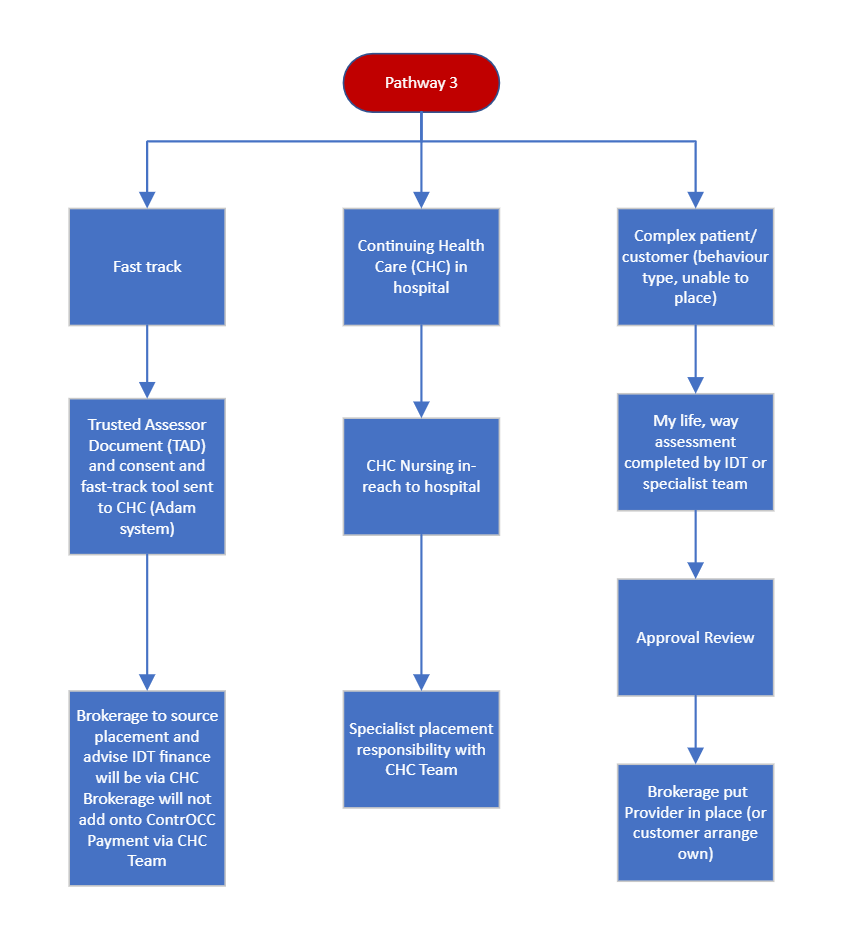 Pathway 3
Fast track
Trusted Assessor
Document (TAD)
and consent and
fast-track tool sent
to CHC (Adam
system)
Brokerage to source
placement and
advise IDT finance
will be via CHC
Brokerage will not
add onto ContrOCC
Payment via CHC
Team
Continuing Health
Care (CHC) in
hospital
CHC Nursing in-
reach to hospital
Specialist placement
responsibility with
CHC Team
Complex patient/
customer (behaviour
type, unable to
place)
My life, way
assessment
completed by IDT or
specialist team
Approval Review
Brokerage put
Provider in place (or
customer arrange
own)